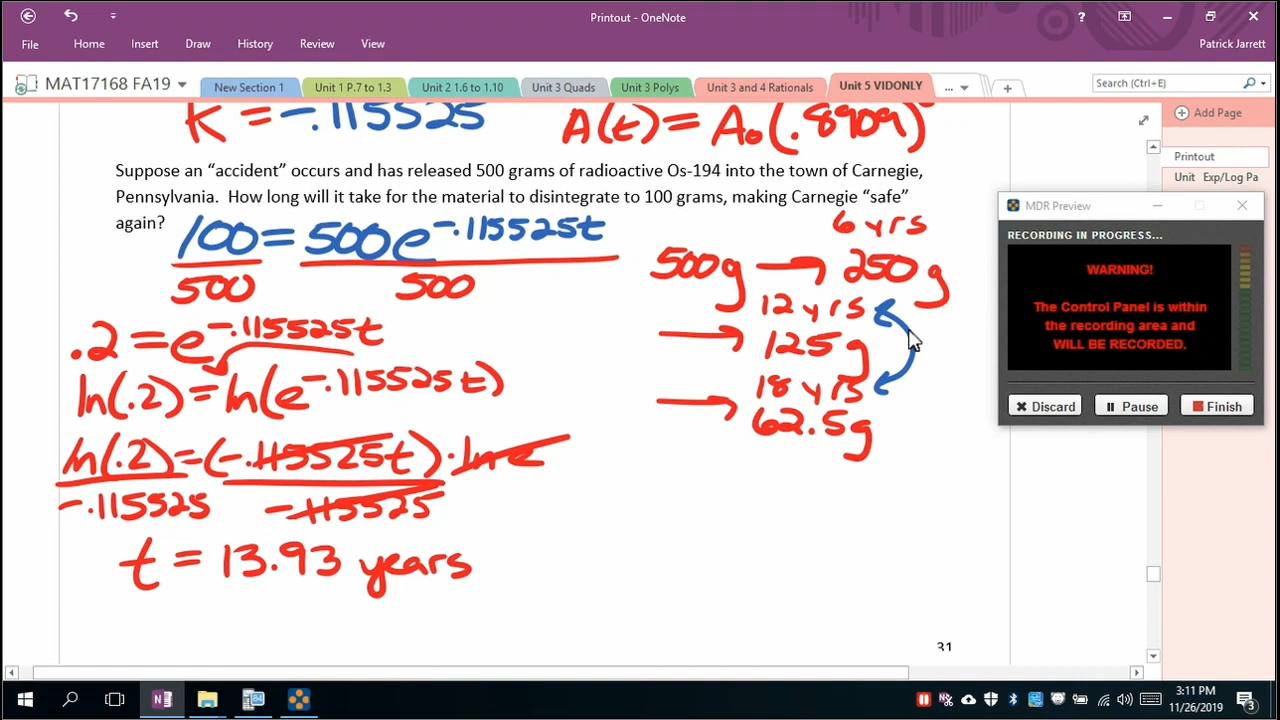 Printout - OneNote
?
File Home Insert Draw History Review View
Patrick Jarrett
MAT17168 FA19
New Section 1
Unit 1 P.7 to 1.3
Unit 2 1.6 to 1.10
Unit 3 Quads
Unit 3 Polys
Unit 3 and 4 Rationals
Unit 5 VIDONLY
...
+
Search (Ctrl+E)
Add Page
Printout
Unit Exp/Log Pa
K = -.115525
A(t) = A₀(.8909)
Suppose an “accident” occurs and has released 500 grams of radioactive Os-194 into the town of Carnegie,
Pennsylvania. How long will it take for the material to disintegrate to 100 grams, making Carnegie “safe”
again?
100 = 500e^-.115525t
500 500
.2 = e^-.115525t
ln(.2) = ln(e^-.115525t)
ln(.2) = (-.115525t) · ln e
-.115525 -.115525
t = 13.93 years
6 yrs
500g → 250g
12 yrs
→ 125g
18 yrs
→ 62.5g
31
MDR Preview
RECORDING IN PROGRESS...
WARNING!
The Control Panel is within
the recording area and
WILL BE RECORDED.
Discard
Pause
Finish
3:11 PM
11/26/2019
3